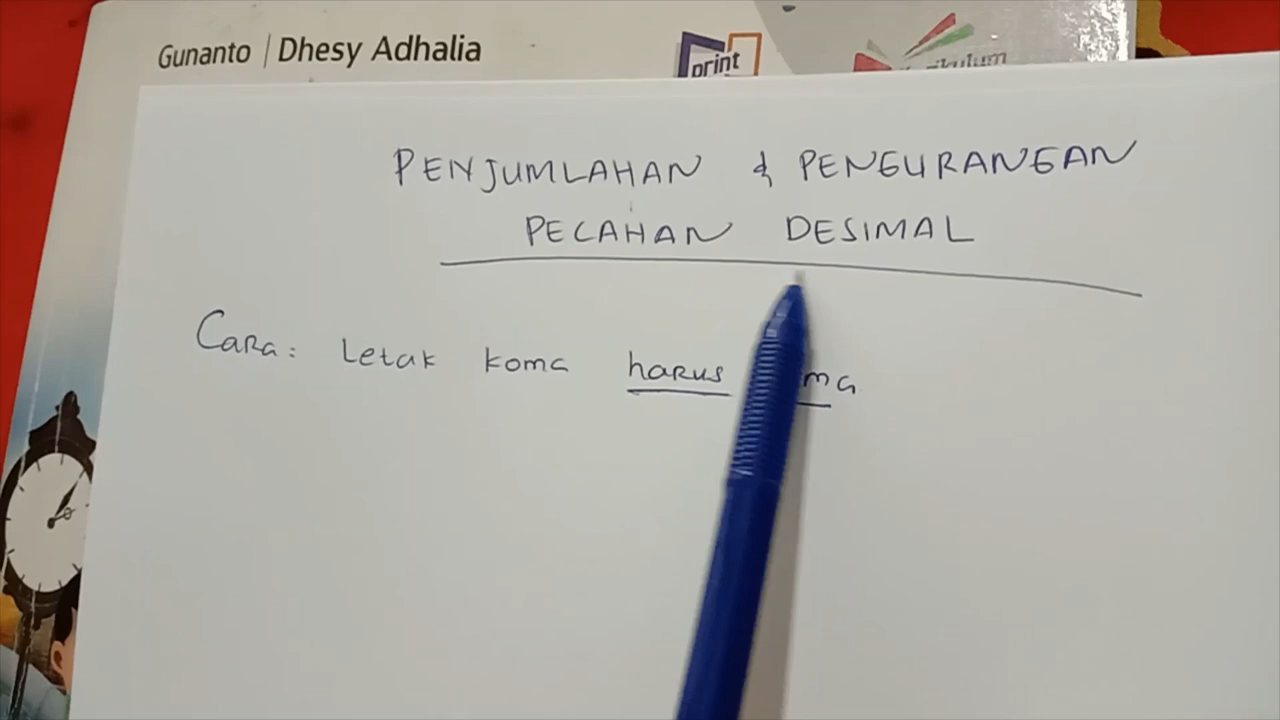 Gunanto | Dhesy Adhalia
print
PENJUMLAHAN & PENGURANGAN
PECAHAN DESIMAL
Cara: Letak koma harus